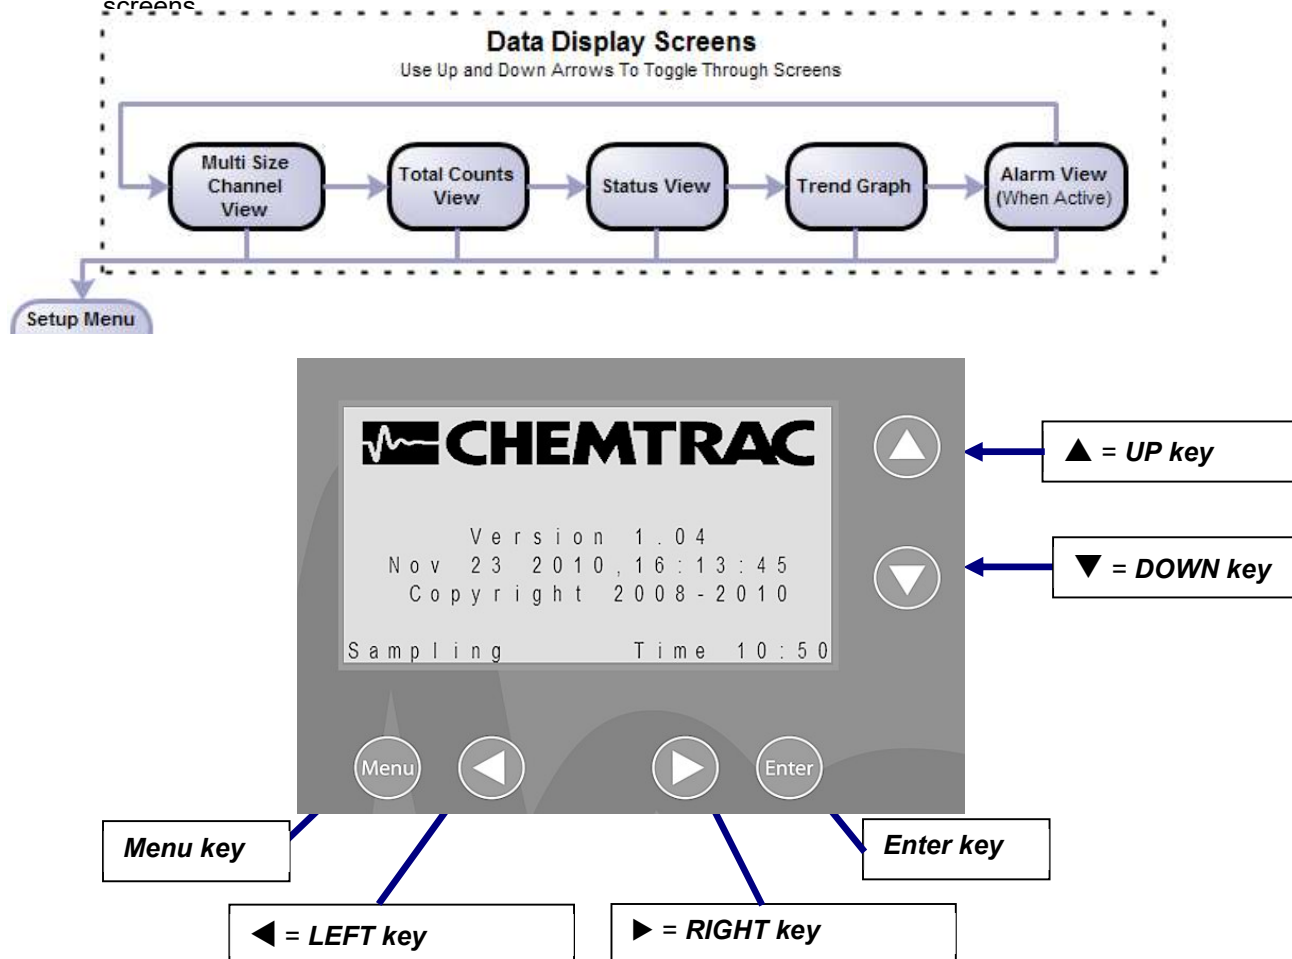 screens
Data Display Screens
Use Up and Down Arrows To Toggle Through Screens
Multi Size
Channel
View
Total Counts
View
Status View
Trend Graph
Alarm View
(When Active)
Setup Menu
CHEMTRAC
Version 1.04
Nov 23 2010,16:13:45
Copyright 2008-2010
Sampling Time 10:50
▲ = UP key
▼ = DOWN key
Menu
Enter
Menu key
Enter key
◀ = LEFT key
▶ = RIGHT key